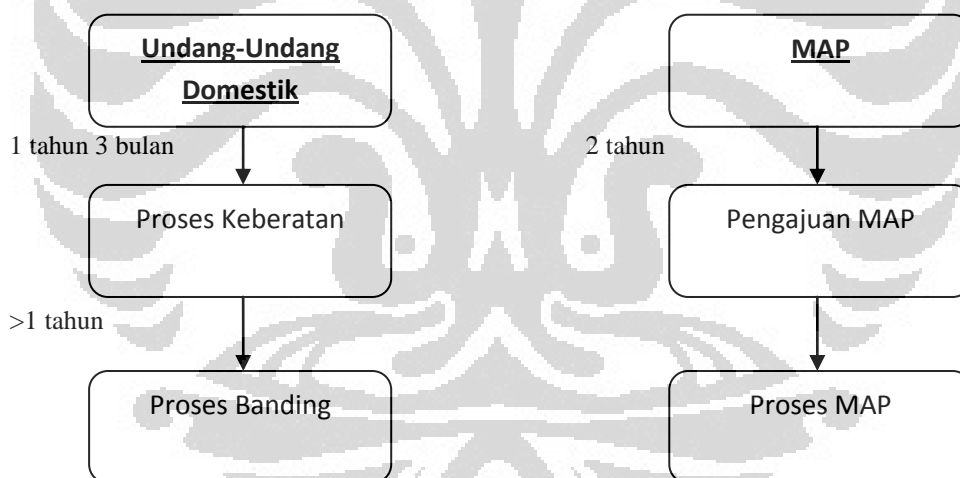 Undang-Undang
Domestik
MAP
1 tahun 3 bulan
2 tahun
Proses Keberatan
Pengajuan MAP
>1 tahun
Proses Banding
Proses MAP